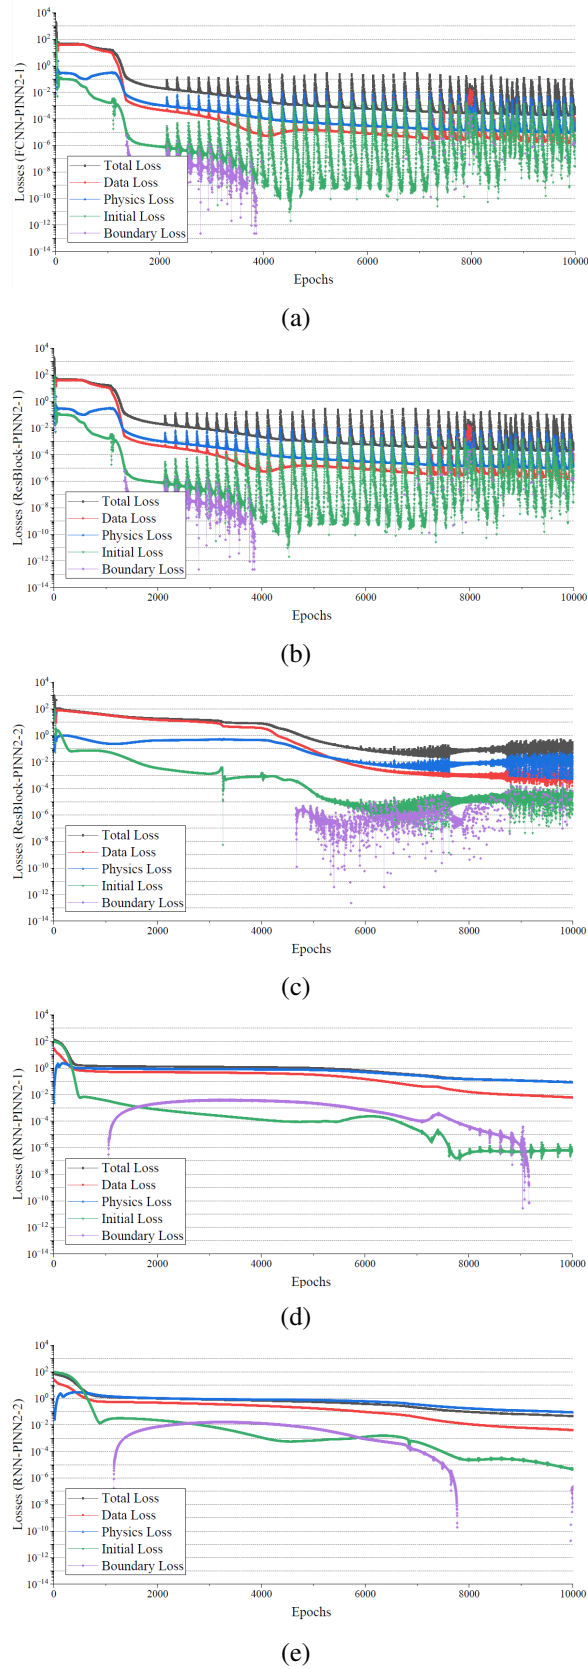 10^4
10^2
10^0
10^-2
10^-4
10^-6
10^-8
10^-10
10^-12
10^-14
Losses (FCNN-PINN2-1)
Total Loss
Data Loss
Physics Loss
Initial Loss
Boundary Loss
0 2000 4000 6000 8000 10000
Epochs
(a)
10^4
10^2
10^0
10^-2
10^-4
10^-6
10^-8
10^-10
10^-12
10^-14
Losses (ResBlock-PINN2-1)
Total Loss
Data Loss
Physics Loss
Initial Loss
Boundary Loss
0 2000 4000 6000 8000 10000
Epochs
(b)
10^4
10^2
10^0
10^-2
10^-4
10^-6
10^-8
10^-10
10^-12
10^-14
Losses (ResBlock-PINN2-2)
Total Loss
Data Loss
Physics Loss
Initial Loss
Boundary Loss
0 2000 4000 6000 8000 10000
Epochs
(c)
10^4
10^2
10^0
10^-2
10^-4
10^-6
10^-8
10^-10
10^-12
10^-14
Losses (RNN-PINN2-1)
Total Loss
Data Loss
Physics Loss
Initial Loss
Boundary Loss
0 2000 4000 6000 8000 10000
Epochs
(d)
10^4
10^2
10^0
10^-2
10^-4
10^-6
10^-8
10^-10
10^-12
10^-14
Losses (RNN-PINN2-2)
Total Loss
Data Loss
Physics Loss
Initial Loss
Boundary Loss
0 2000 4000 6000 8000 10000
Epochs
(e)